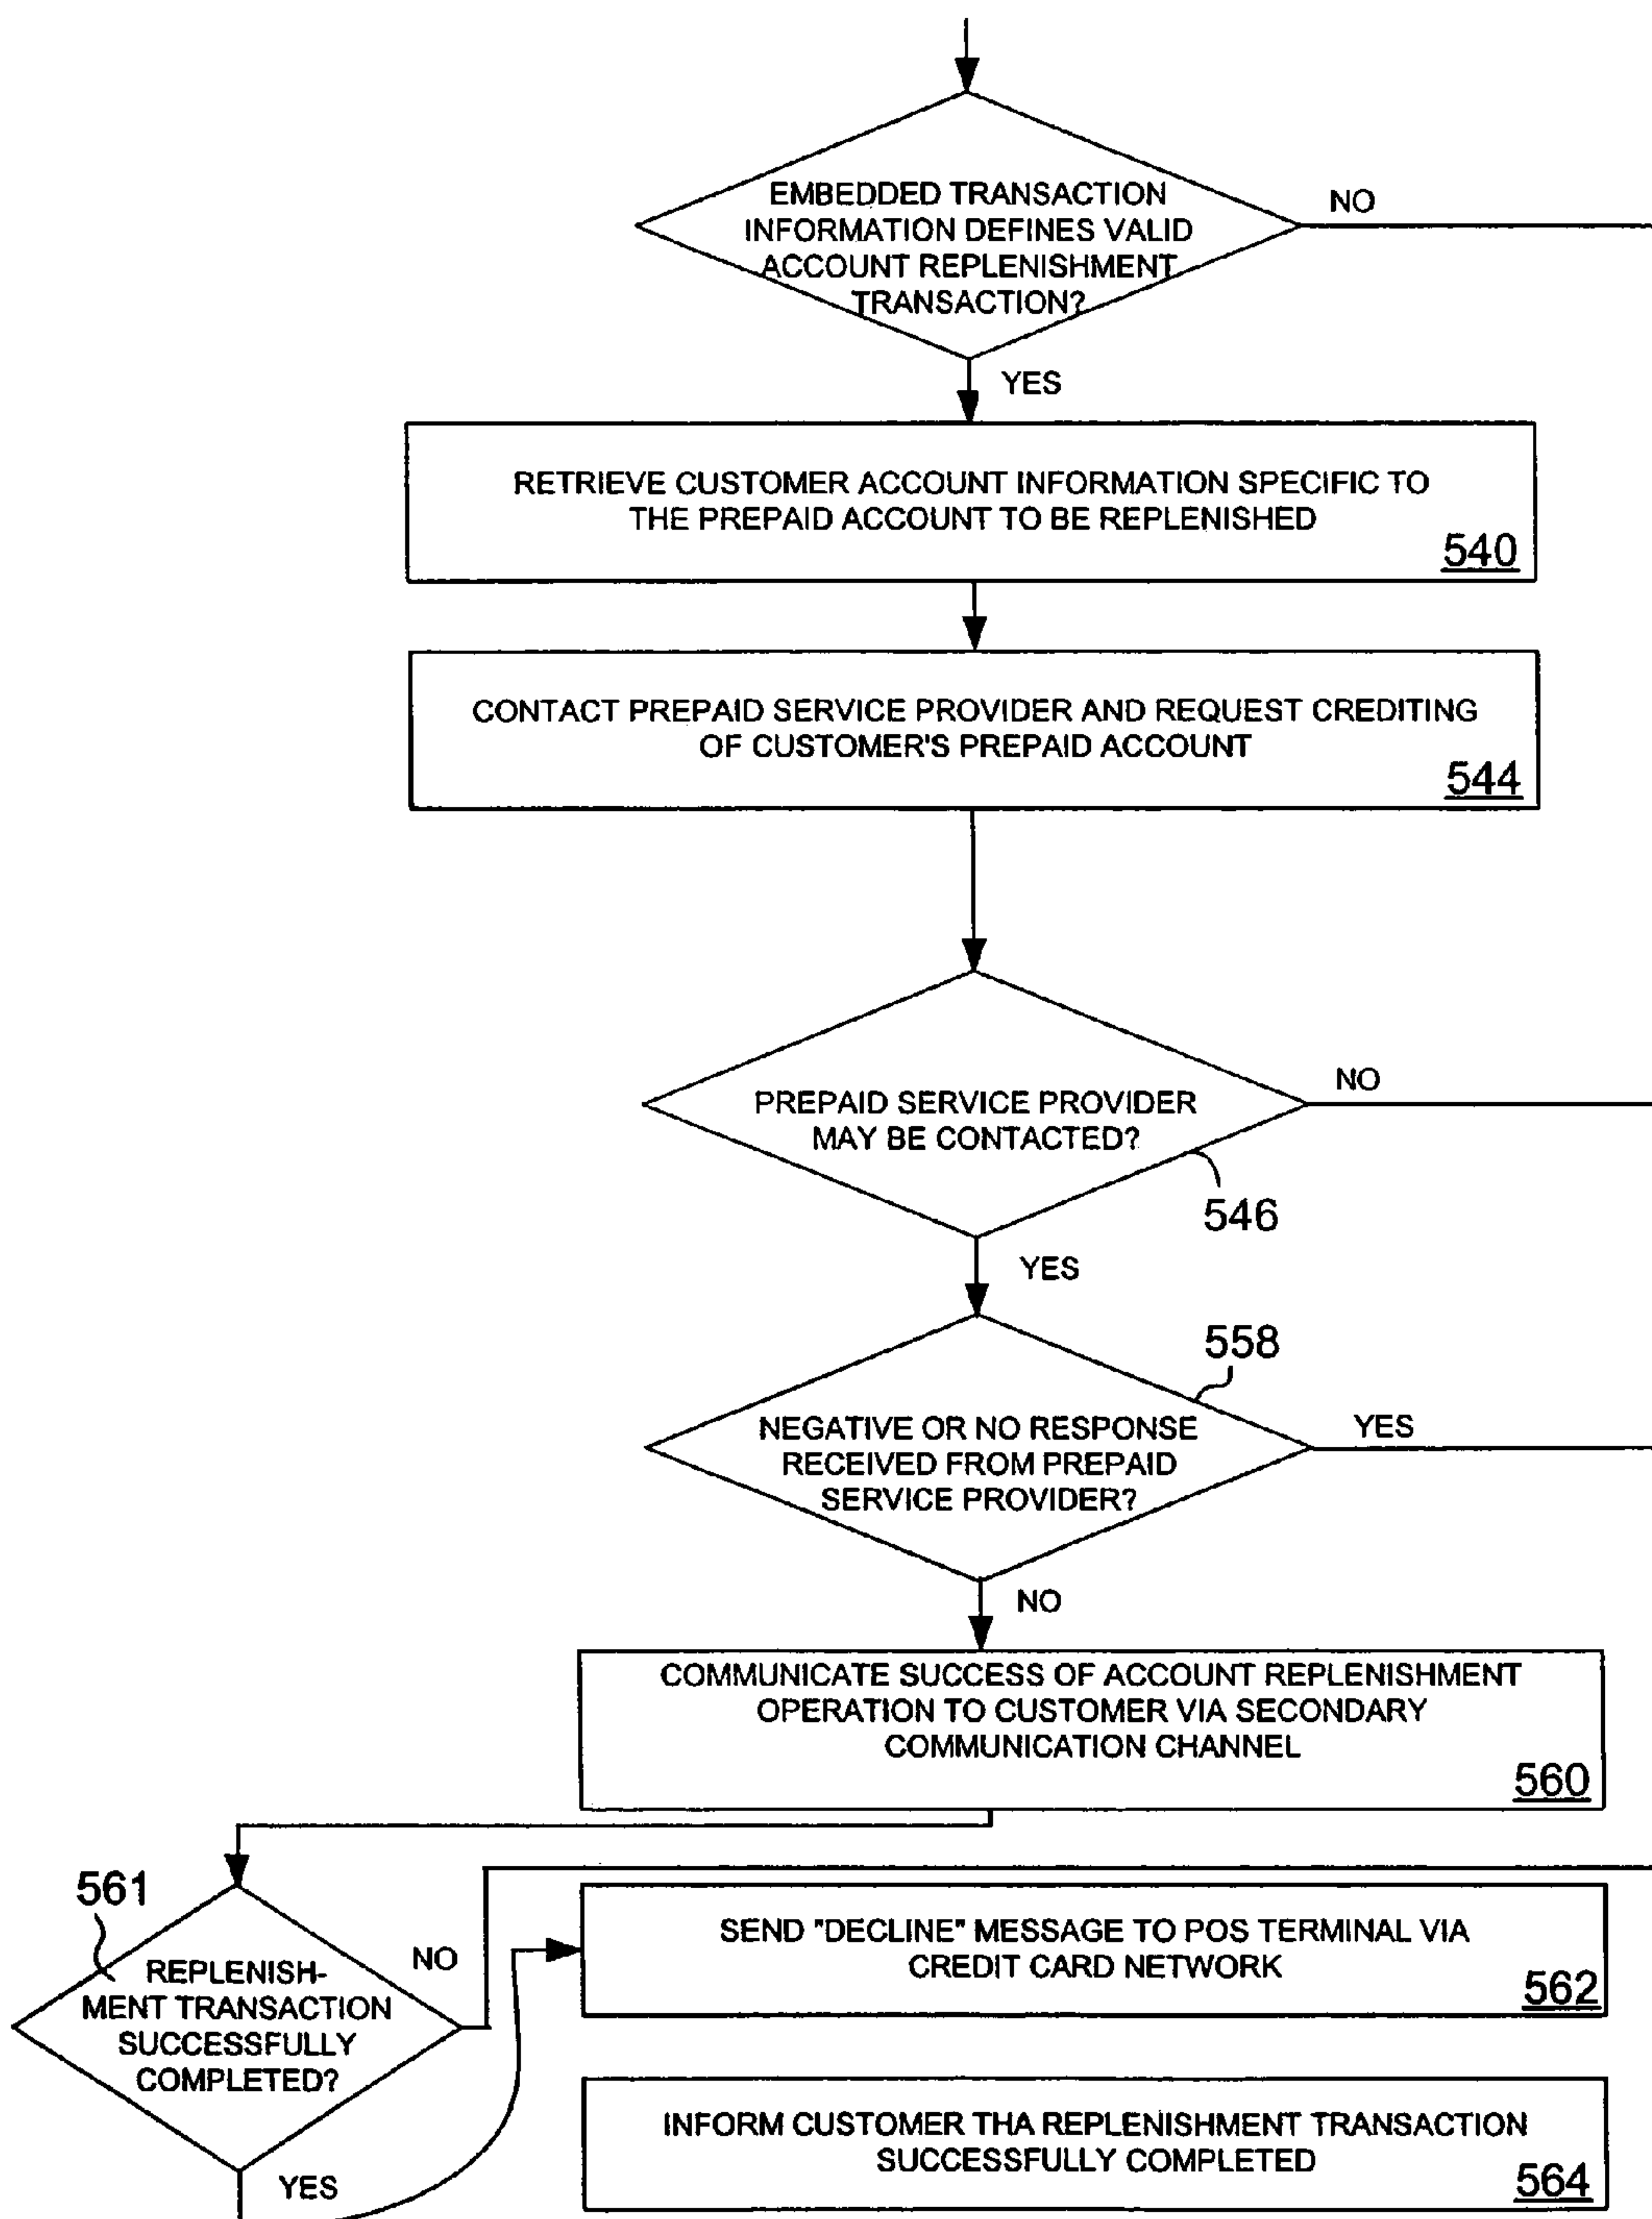 EMBEDDED TRANSACTION
INFORMATION DEFINES VALID
ACCOUNT REPLENISHMENT
TRANSACTION?
NO
YES
RETRIEVE CUSTOMER ACCOUNT INFORMATION SPECIFIC TO
THE PREPAID ACCOUNT TO BE REPLENISHED
540
CONTACT PREPAID SERVICE PROVIDER AND REQUEST CREDITING
OF CUSTOMER'S PREPAID ACCOUNT
544
PREPAID SERVICE PROVIDER
MAY BE CONTACTED?
NO
546
YES
558
NEGATIVE OR NO RESPONSE
RECEIVED FROM PREPAID
SERVICE PROVIDER?
YES
NO
COMMUNICATE SUCCESS OF ACCOUNT REPLENISHMENT
OPERATION TO CUSTOMER VIA SECONDARY
COMMUNICATION CHANNEL
560
561
REPLENISH-
MENT TRANSACTION
SUCCESSFULLY
COMPLETED?
NO
YES
SEND "DECLINE" MESSAGE TO POS TERMINAL VIA
CREDIT CARD NETWORK
562
INFORM CUSTOMER THA REPLENISHMENT TRANSACTION
SUCCESSFULLY COMPLETED
564